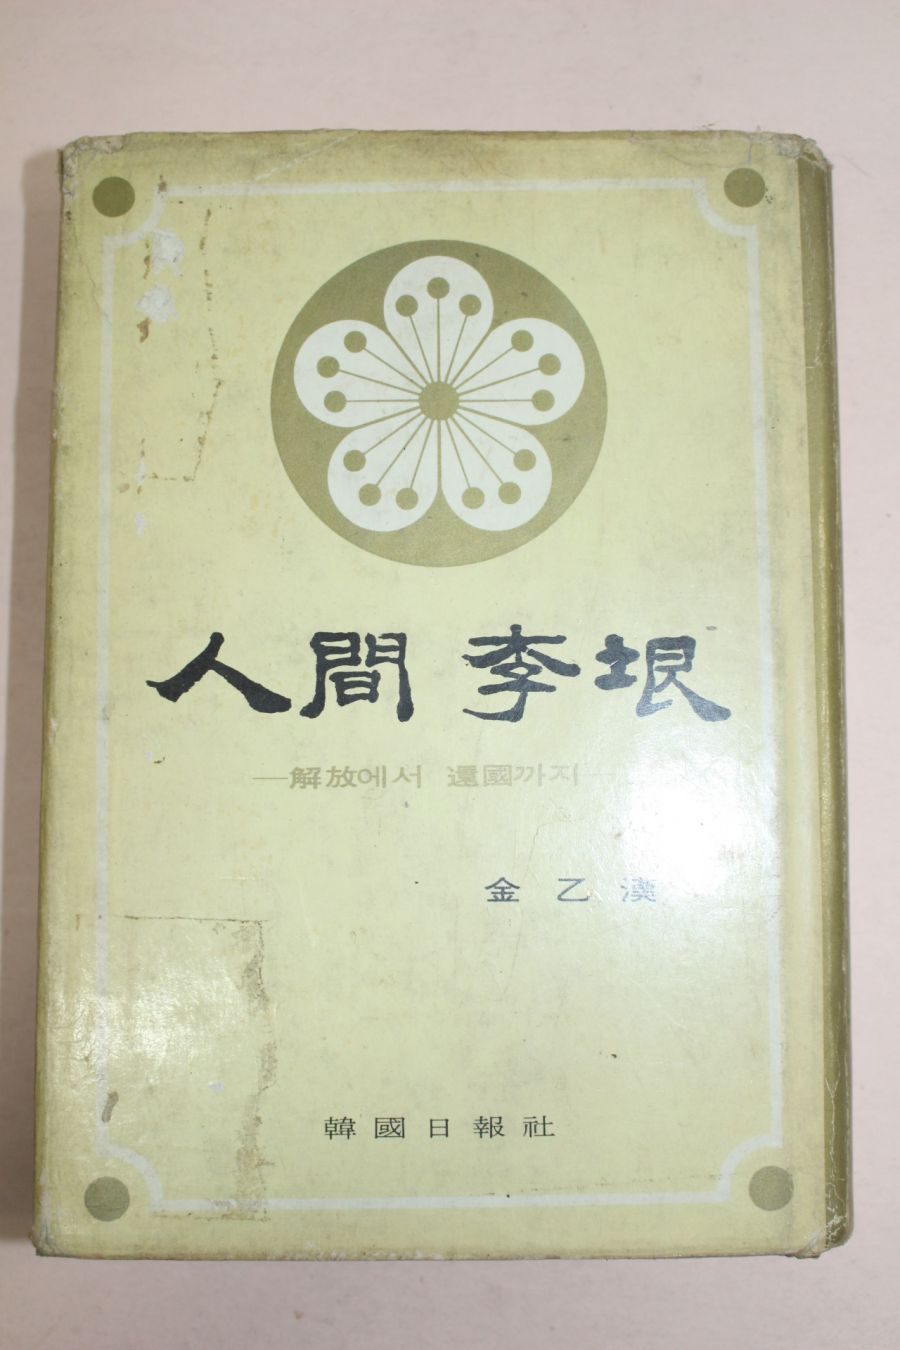 人間 李垠
—解放에서 還國까지—
金乙漢
韓國日報社